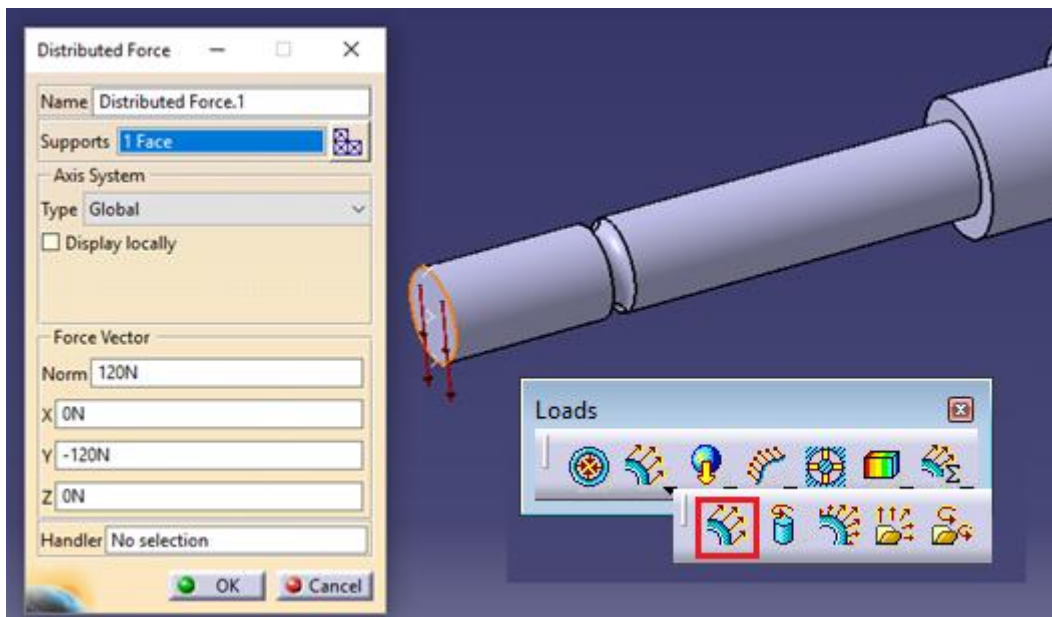 Distributed Force
Name Distributed Force.1
Supports 1 Face
Axis System
Type Global
Display locally
Force Vector
Norm 120N
X 0N
Y -120N
Z 0N
Handler No selection
OK Cancel
Loads